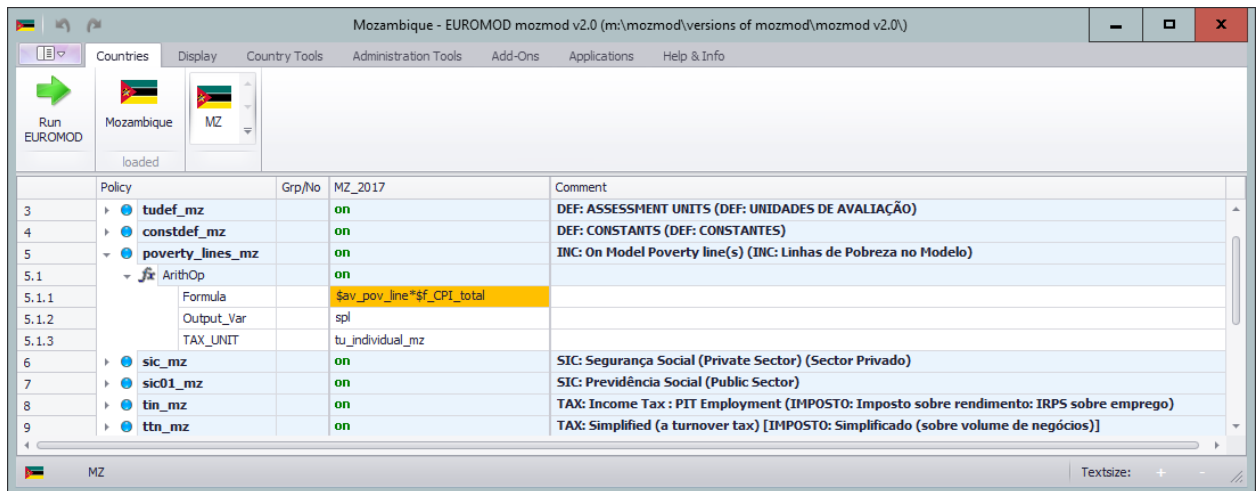 Mozambique - EUROMOD mozmod v2.0 (m:\mozmod\versions of mozmod\mozmod v2.0\)
Countries Display Country Tools Administration Tools Add-Ons Applications Help & Info
Run EUROMOD
Mozambique
loaded
MZ
Policy Grp/No MZ_2017 Comment
3 tudef_mz on DEF: ASSESSMENT UNITS (DEF: UNIDADES DE AVALIAÇÃO)
4 constdef_mz on DEF: CONSTANTS (DEF: CONSTANTES)
5 poverty_lines_mz on INC: On Model Poverty line(s) (INC: Linhas de Pobreza no Modelo)
5.1 fx ArithOp on
5.1.1 Formula $av_pov_line*$f_CPI_total
5.1.2 Output_Var spl
5.1.3 TAX_UNIT tu_individual_mz
6 sic_mz on SIC: Segurança Social (Private Sector) (Sector Privado)
7 sic01_mz on SIC: Previdência Social (Public Sector)
8 tin_mz on TAX: Income Tax : PIT Employment (IMPOSTO: Imposto sobre rendimento: IRPS sobre emprego)
9 ttn_mz on TAX: Simplified (a turnover tax) [IMPOSTO: Simplificado (sobre volume de negócios)]
MZ Textsize: + -